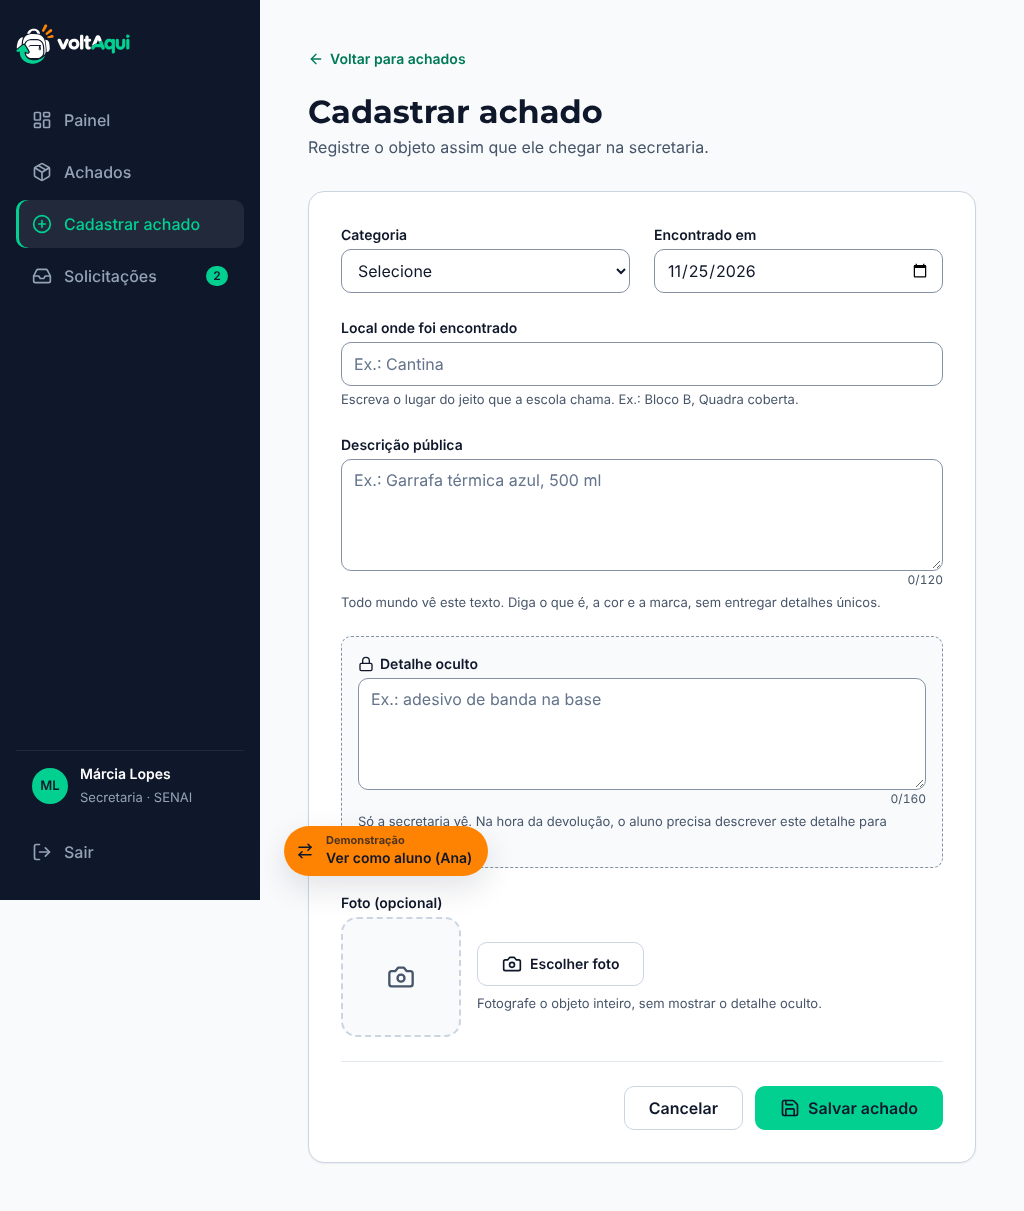 voltAqui
Painel
Achados
Cadastrar achado
Solicitações
2
ML
Márcia Lopes
Secretaria · SENAI
Sair
Voltar para achados
Cadastrar achado
Registre o objeto assim que ele chegar na secretaria.
Categoria
Selecione
Encontrado em
11/25/2026
Local onde foi encontrado
Ex.: Cantina
Escreva o lugar do jeito que a escola chama. Ex.: Bloco B, Quadra coberta.
Descrição pública
Ex.: Garrafa térmica azul, 500 ml
0/120
Todo mundo vê este texto. Diga o que é, a cor e a marca, sem entregar detalhes únicos.
Detalhe oculto
Ex.: adesivo de banda na base
0/160
Só a secretaria vê. Na hora da devolução, o aluno precisa descrever este detalhe para
Demonstração
Ver como aluno (Ana)
Foto (opcional)
Escolher foto
Fotografe o objeto inteiro, sem mostrar o detalhe oculto.
Cancelar
Salvar achado